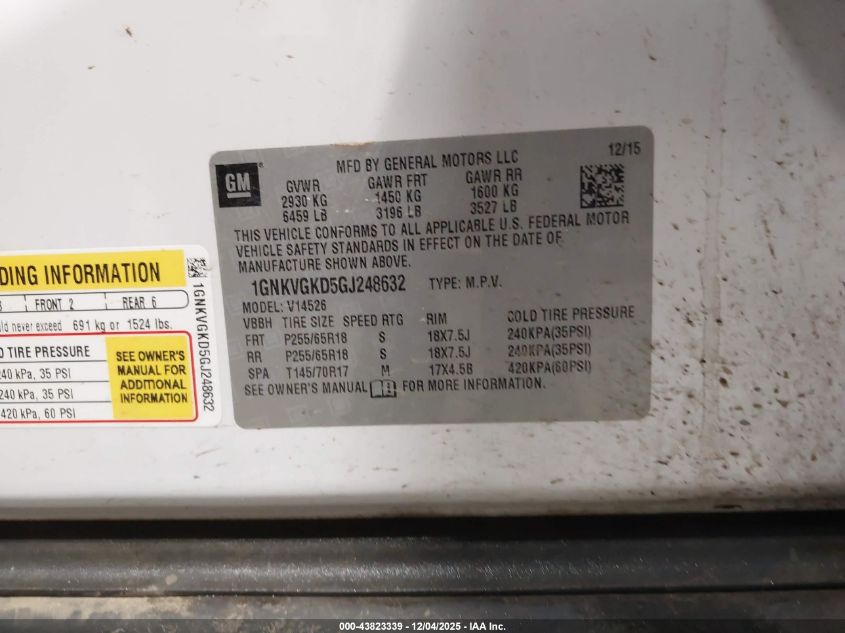 12/15
GM
MFD BY GENERAL MOTORS LLC
GVWR GAWR FRT GAWR RR
2930 KG 1450 KG 1600 KG
6459 LB 3196 LB 3527 LB
THIS VEHICLE CONFORMS TO ALL APPLICABLE U.S. FEDERAL MOTOR
VEHICLE SAFETY STANDARDS IN EFFECT ON THE DATE OF
MANUFACTURE SHOWN ABOVE.
1GNKVGKD5GJ248632 TYPE: M.P.V.
MODEL: V14526
VBBH TIRE SIZE SPEED RTG RIM COLD TIRE PRESSURE
FRT P255/65R18 S 18X7.5J 240KPA(35PSI)
RR P255/65R18 S 18X7.5J 240KPA(35PSI)
SPA T145/70R17 M 17X4.5B 420KPA(60PSI)
SEE OWNER'S MANUAL FOR MORE INFORMATION.
DING INFORMATION
FRONT 2 REAR 6
never exceed 691 kg or 1524 lbs.
TIRE PRESSURE
240 kPa, 35 PSI
240 kPa, 35 PSI
420 kPa, 60 PSI
SEE OWNER'S
MANUAL FOR
ADDITIONAL
INFORMATION
1GNKVGKD5GJ248632
000-43823339 - 12/04/2025 - IAA Inc.